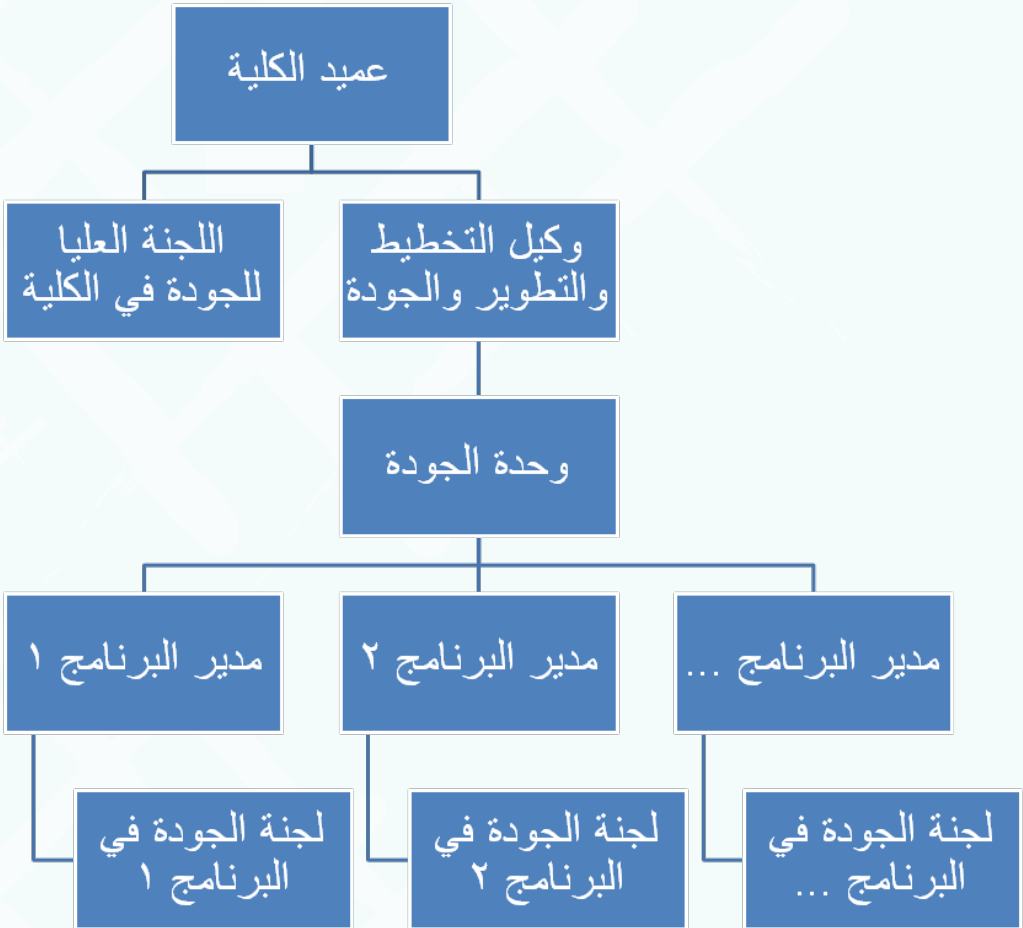 عميد الكلية
وكيل التخطيط
والتطوير والجودة
اللجنة العليا
للجودة في الكلية
وحدة الجودة
مدير البرنامج ...
مدير البرنامج ٢
مدير البرنامج ١
لجنة الجودة في
البرنامج ...
لجنة الجودة في
البرنامج ٢
لجنة الجودة في
البرنامج ١